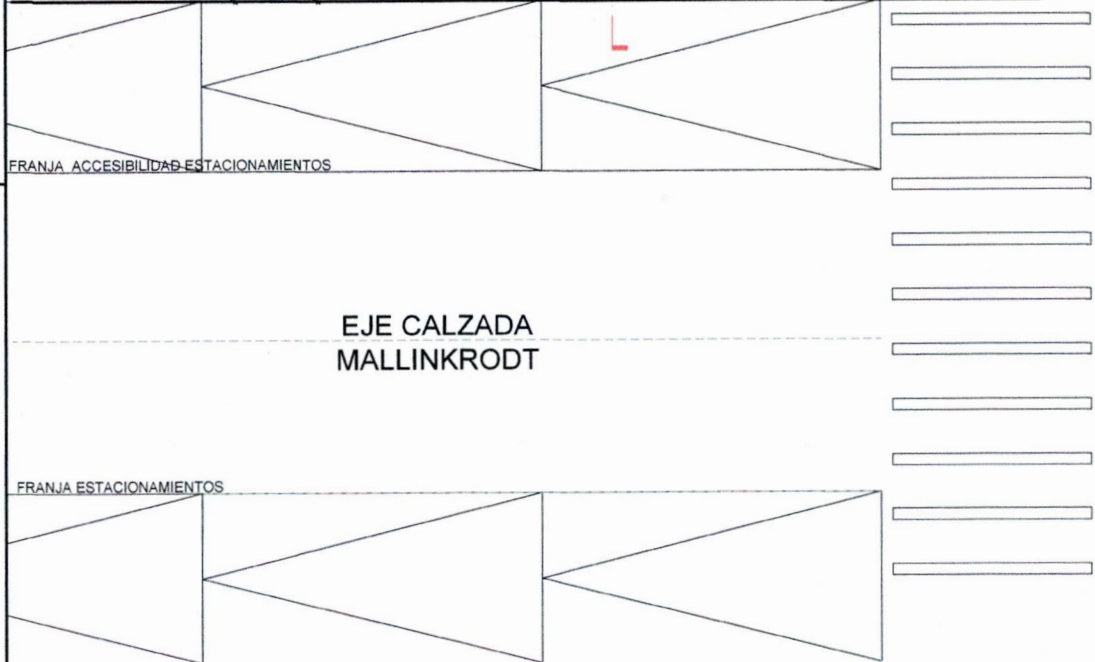 FRANJA ACCESIBILIDAD ESTACIONAMIENTOS
EJE CALZADA
MALLINKRODT
FRANJA ESTACIONAMIENTOS